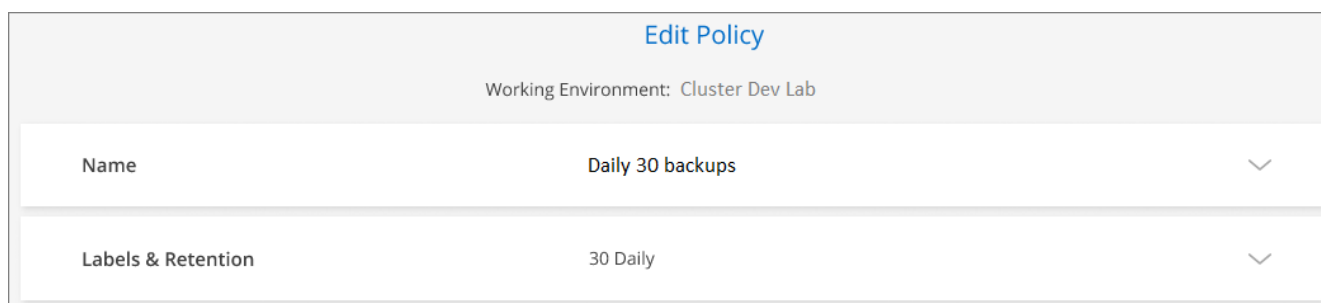 Edit Policy
Working Environment: Cluster Dev Lab
Name Daily 30 backups
Labels & Retention 30 Daily